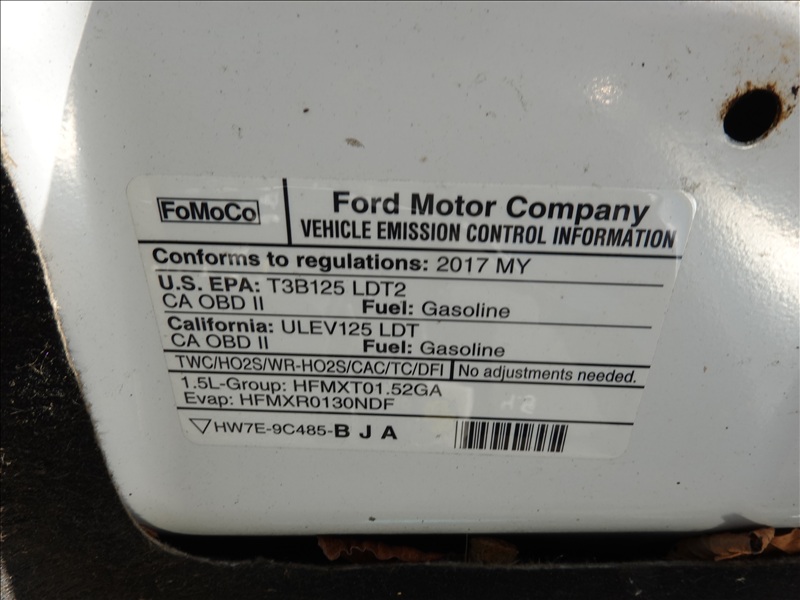 FoMoCo
Ford Motor Company
VEHICLE EMISSION CONTROL INFORMATION
Conforms to regulations: 2017 MY
U.S. EPA: T3B125 LDT2
CA OBD II Fuel: Gasoline
California: ULEV125 LDT
CA OBD II Fuel: Gasoline
TWC/HO2S/WR-HO2S/CAC/TC/DFI No adjustments needed.
1.5L-Group: HFMXT01.52GA
Evap: HFMXR0130NDF
HW7E-9C485-B J A